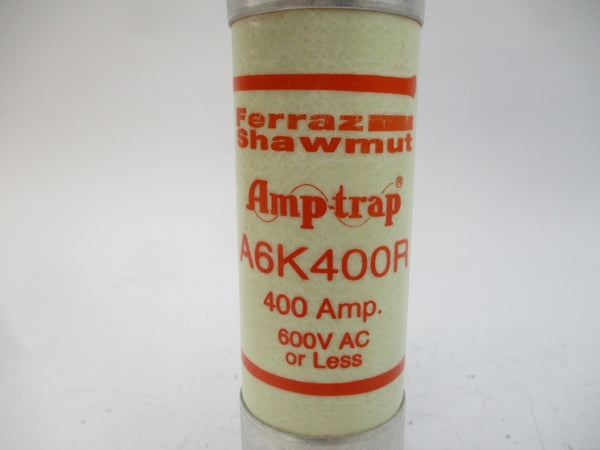 Ferraz
Shawmut
Amp-trap®
A6K400R
400 Amp.
600V AC
or Less